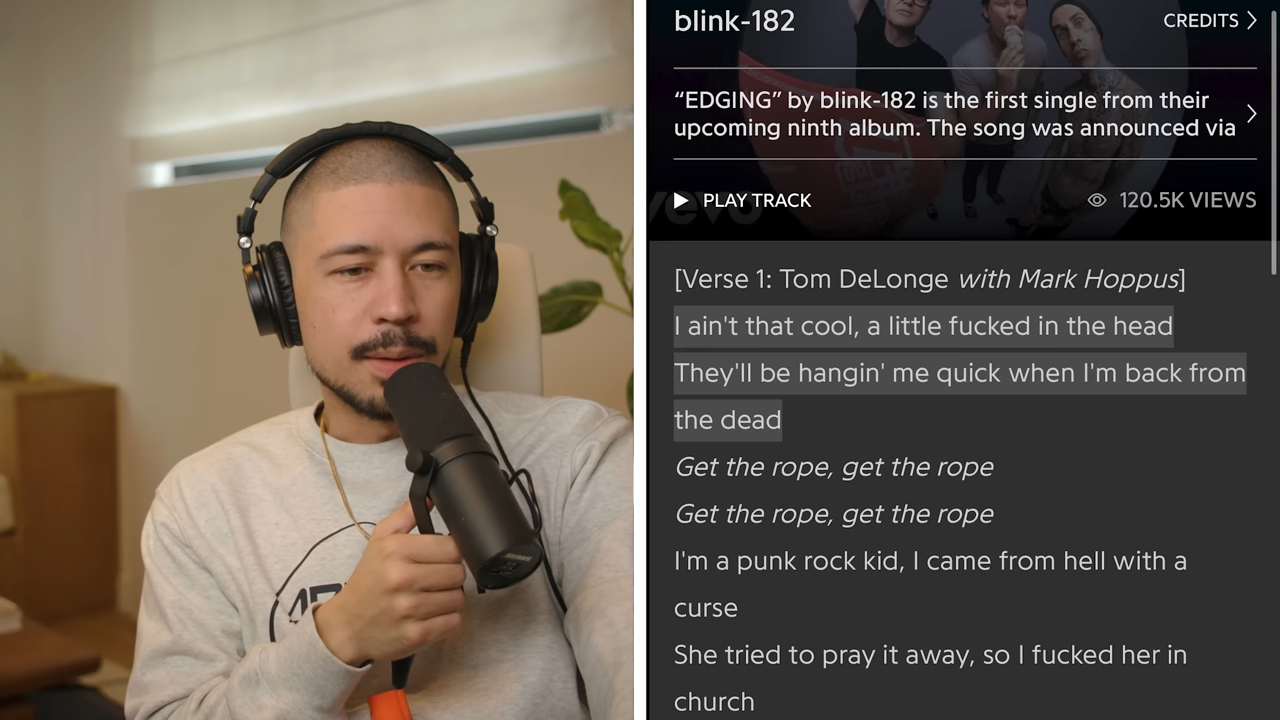 blink-182
CREDITS
“EDGING” by blink-182 is the first single from their
upcoming ninth album. The song was announced via
PLAY TRACK
120.5K VIEWS
vevo
[Verse 1: Tom DeLonge with Mark Hoppus]
I ain't that cool, a little fucked in the head
They'll be hangin' me quick when I'm back from
the dead
Get the rope, get the rope
Get the rope, get the rope
I'm a punk rock kid, I came from hell with a
curse
She tried to pray it away, so I fucked her in
church